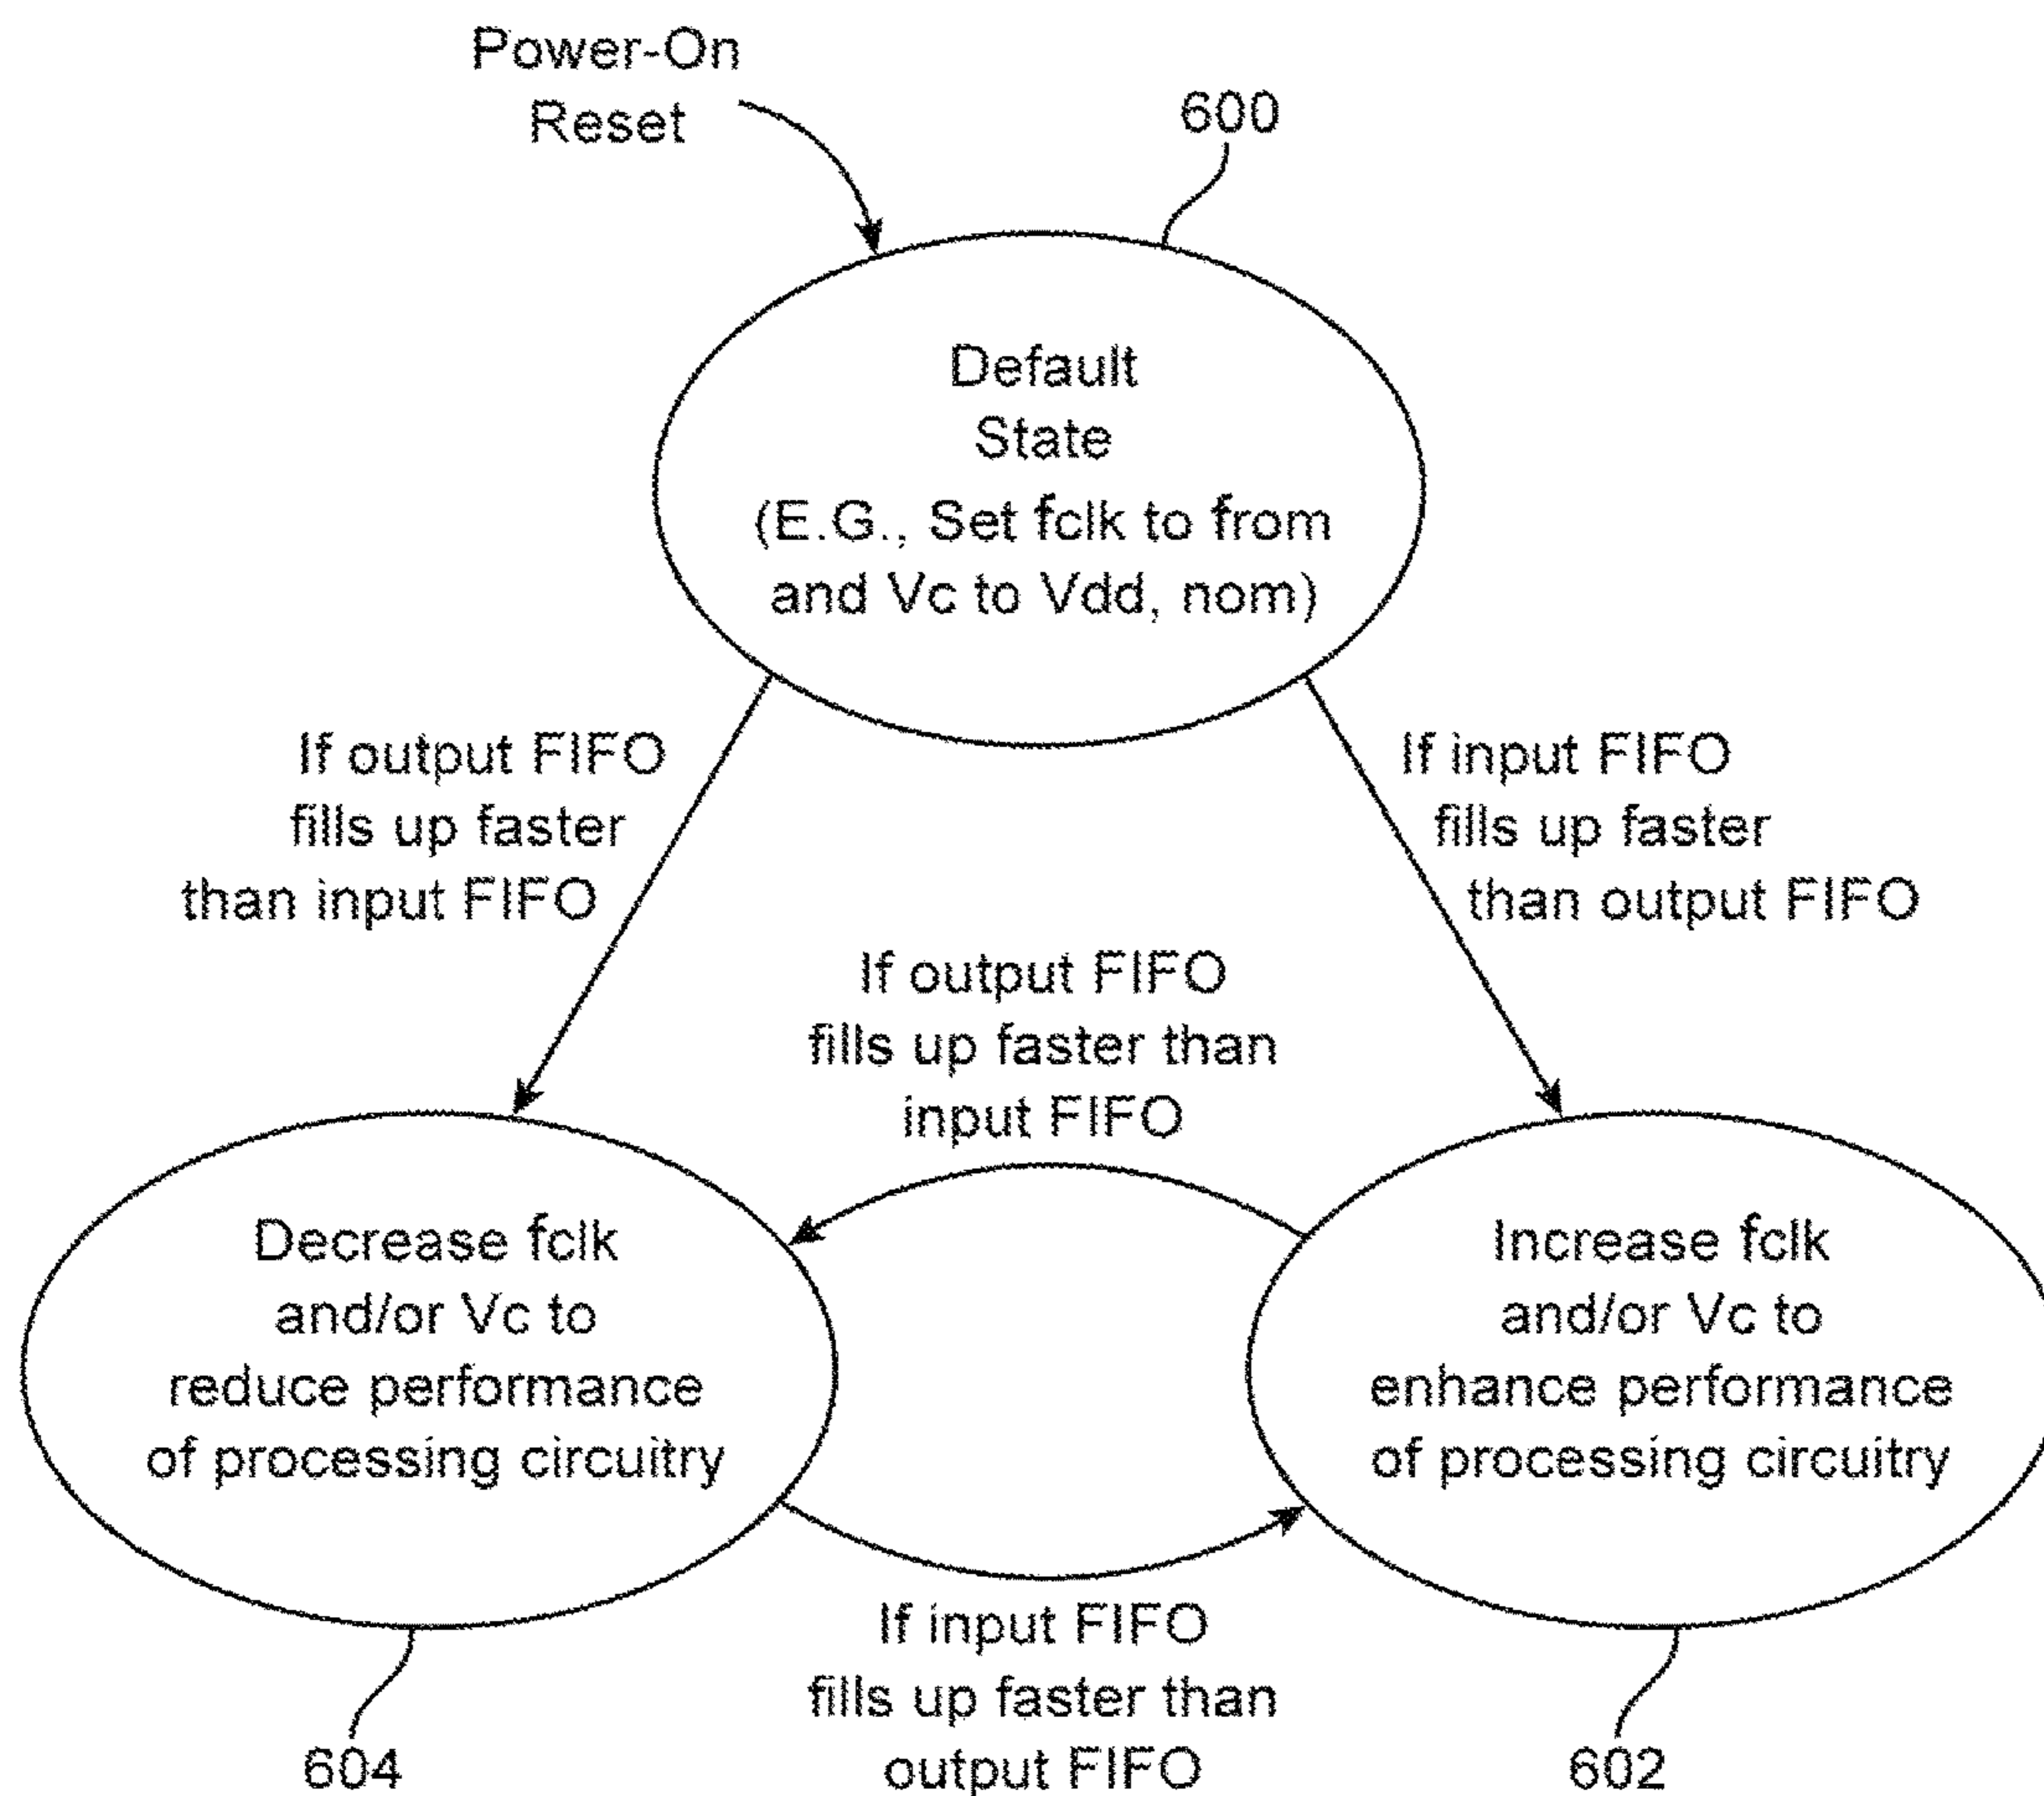 Power-On
Reset
600
Default
State
(E.G., Set fclk to from
and Vc to Vdd, nom)
If output FIFO
fills up faster
than input FIFO
If input FIFO
fills up faster
than output FIFO
If output FIFO
fills up faster than
input FIFO
Decrease fclk
and/or Vc to
reduce performance
of processing circuitry
Increase fclk
and/or Vc to
enhance performance
of processing circuitry
If input FIFO
fills up faster than
output FIFO
604
602